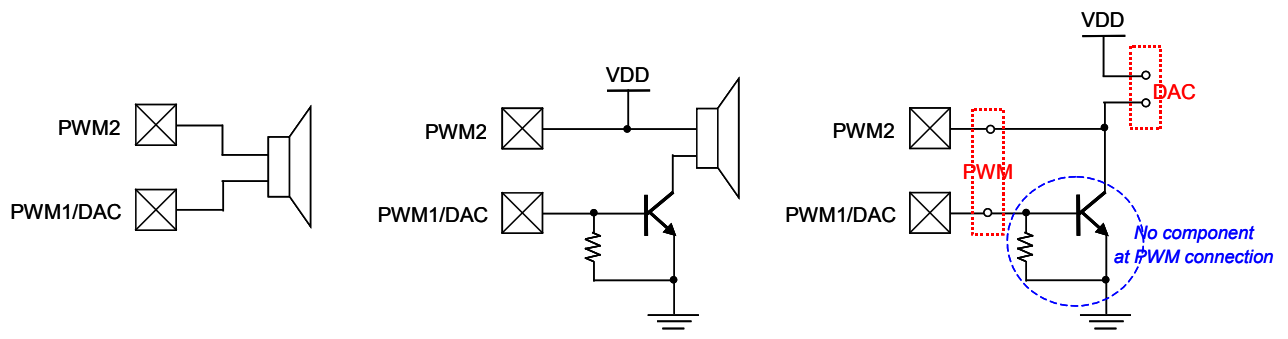 PWM2
PWM1/DAC
VDD
PWM2
PWM1/DAC
VDD
DAC
PWM2
PWM
PWM1/DAC
No component
at PWM connection